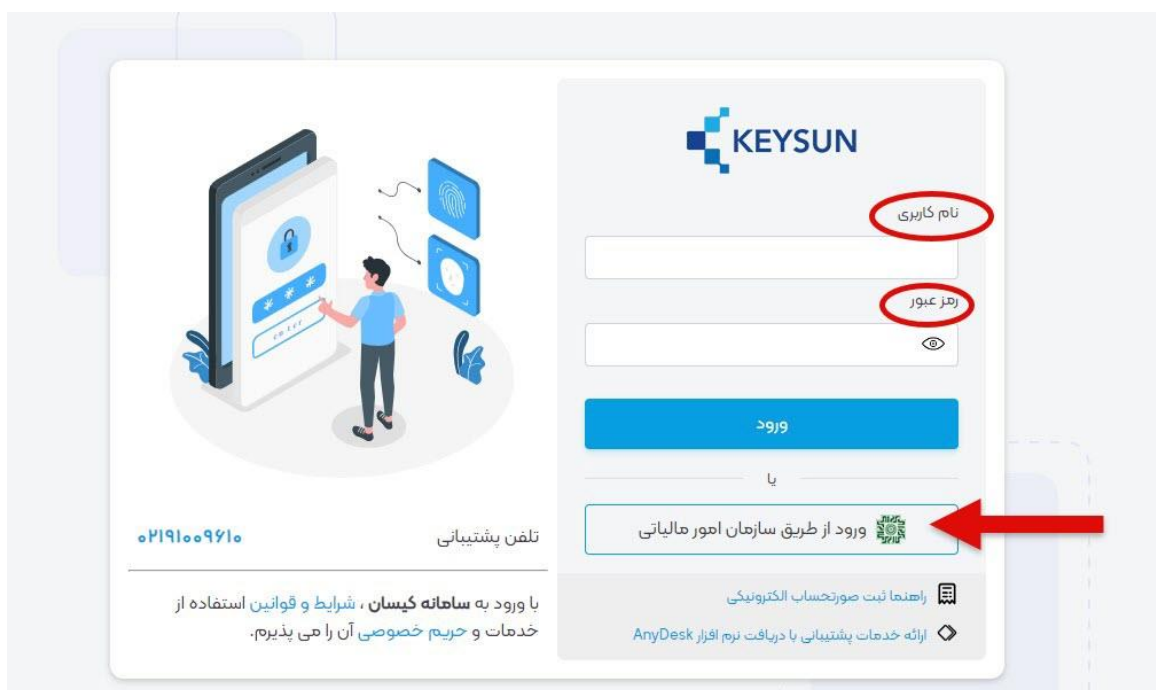 KEYSUN
نام کاربری
رمز عبور
ورود
یا
ورود از طریق سازمان امور مالیاتی
راهنما ثبت صورتحساب الکترونیکی
ارائه خدمات پشتیبانی با دریافت نرم افزار AnyDesk
* * *
enter
تلفن پشتیبانی
۰۲۱۹۱۰۰۹۶۱۰
با ورود به سامانه کیسان ، شرایط و قوانین استفاده از
خدمات و حریم خصوصی آن را می پذیرم.